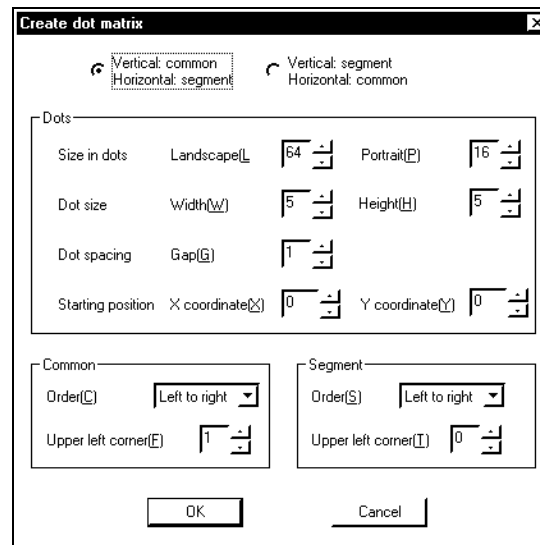 Create dot matrix
Vertical: common
Horizontal: segment
Vertical: segment
Horizontal: common
Dots
Size in dots Landscape(L 64 Portrait(P) 16
Dot size Width(W) 5 Height(H) 5
Dot spacing Gap(G) 1
Starting position X coordinate(X) 0 Y coordinate(Y) 0
Common
Order(C) Left to right
Upper left corner(F) 1
Segment
Order(S) Left to right
Upper left corner(T) 0
OK Cancel